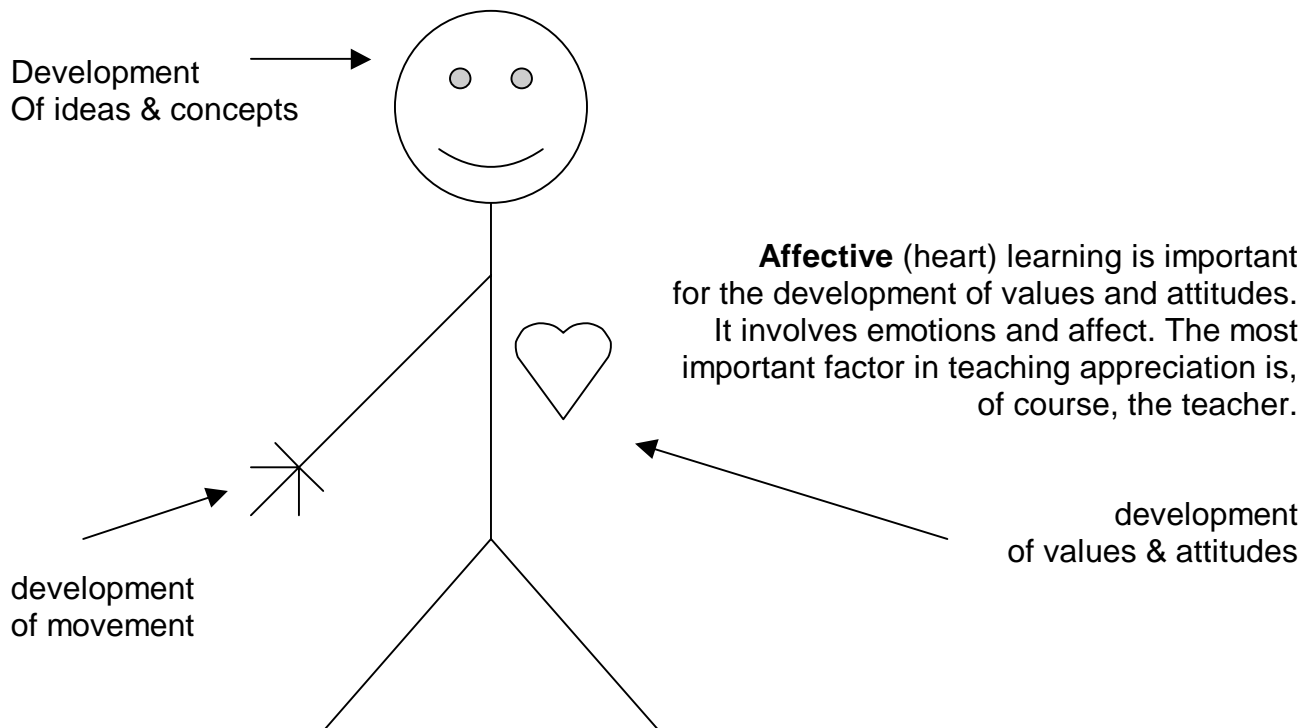 Development
Of ideas & concepts
Affective (heart) learning is important
for the development of values and attitudes.
It involves emotions and affect. The most
important factor in teaching appreciation is,
of course, the teacher.
development
of values & attitudes
development
of movement